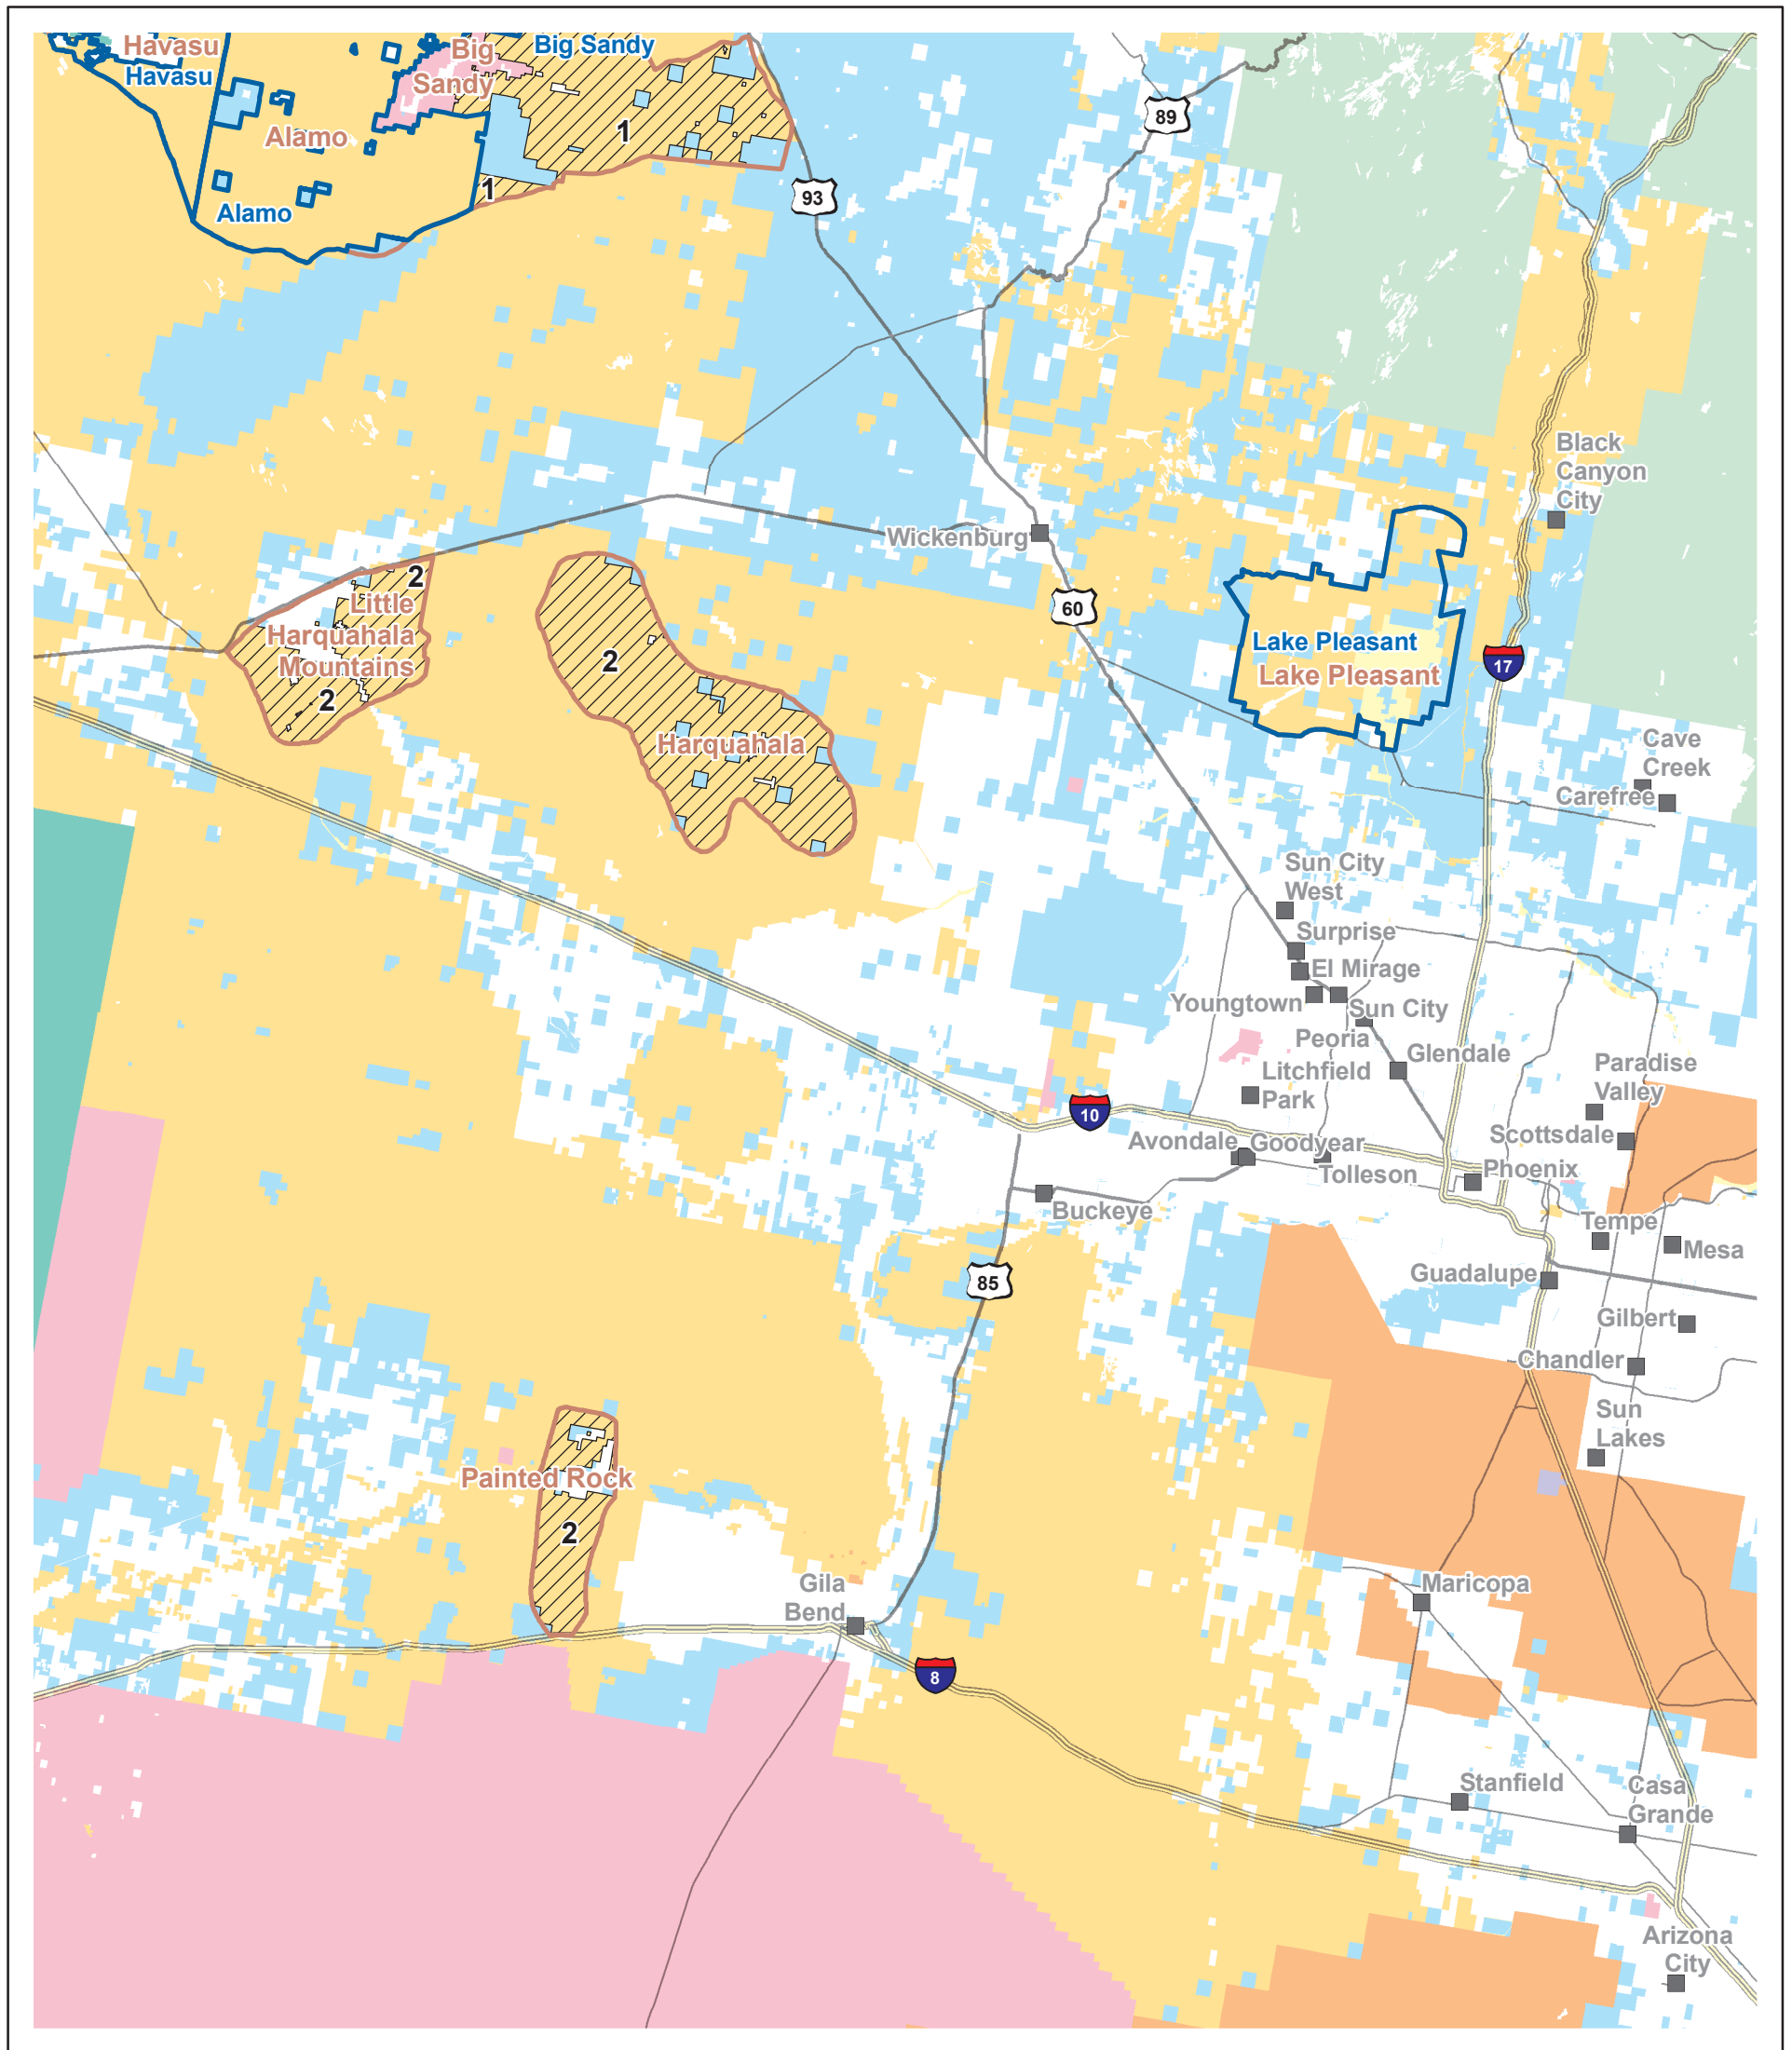 Havasu
Havasu
Big
Sandy
Big Sandy
Alamo
Alamo
1
1
89
93
Black
Canyon
City
Wickenburg
2
Little
Harquahala
Mountains
2
2
60
Lake Pleasant
Lake Pleasant
17
Harquahala
Cave
Creek
Carefree
Sun City
West
Surprise
El Mirage
Youngtown
Sun City
Peoria
Glendale
Litchfield
Park
Paradise
Valley
10
Avondale
Goodyear
Scottsdale
Tolleson
Phoenix
Buckeye
Tempe
Mesa
85
Guadalupe
Gilbert
Chandler
Sun
Lakes
Painted Rock
2
Gila
Bend
Maricopa
8
Stanfield
Casa
Grande
Arizona
City